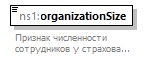 ns1:organizationSize
Признак численности
сотрудников у страхова...